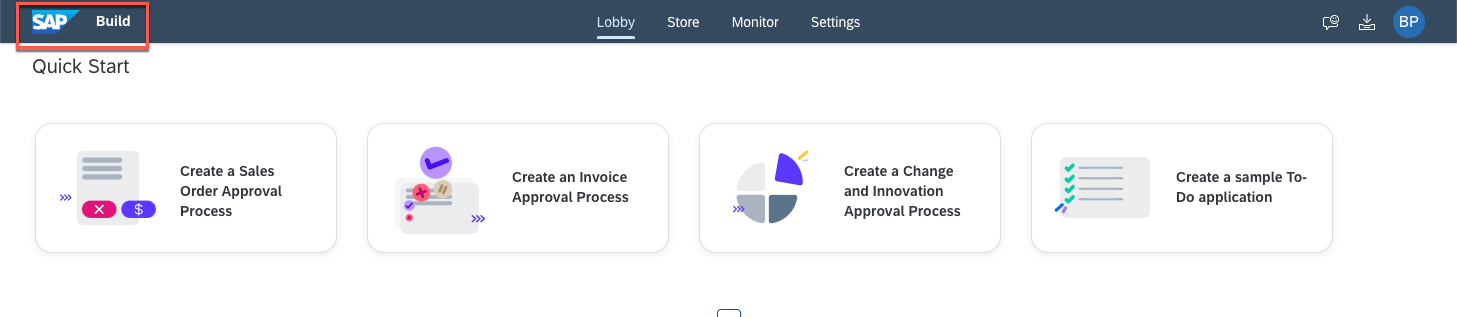 SAP Build Lobby Store Monitor Settings BP
Quick Start
Create a Sales
Order Approval
Process
$
Create an Invoice
Approval Process
Create a Change
and Innovation
Approval Process
Create a sample To-
Do application